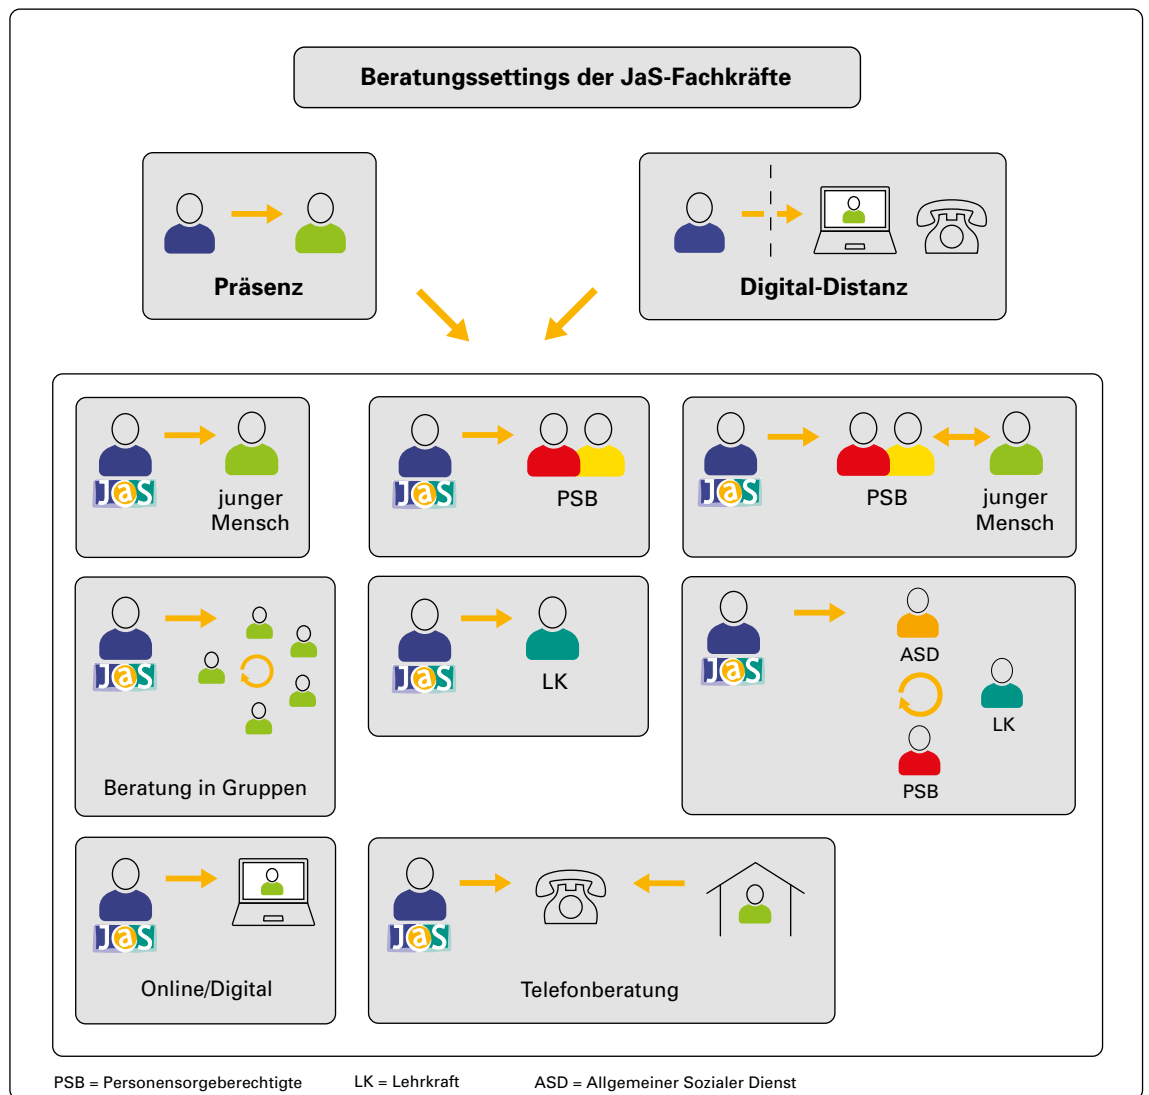 Beratungssettings der JaS-Fachkräfte
Präsenz
Digital-Distanz
JaS
junger
Mensch
JaS
PSB
JaS
PSB
junger
Mensch
JaS
Beratung in Gruppen
JaS
LK
JaS
ASD
LK
PSB
JaS
Online/Digital
JaS
Telefonberatung
PSB = Personensorgeberechtigte
LK = Lehrkraft
ASD = Allgemeiner Sozialer Dienst